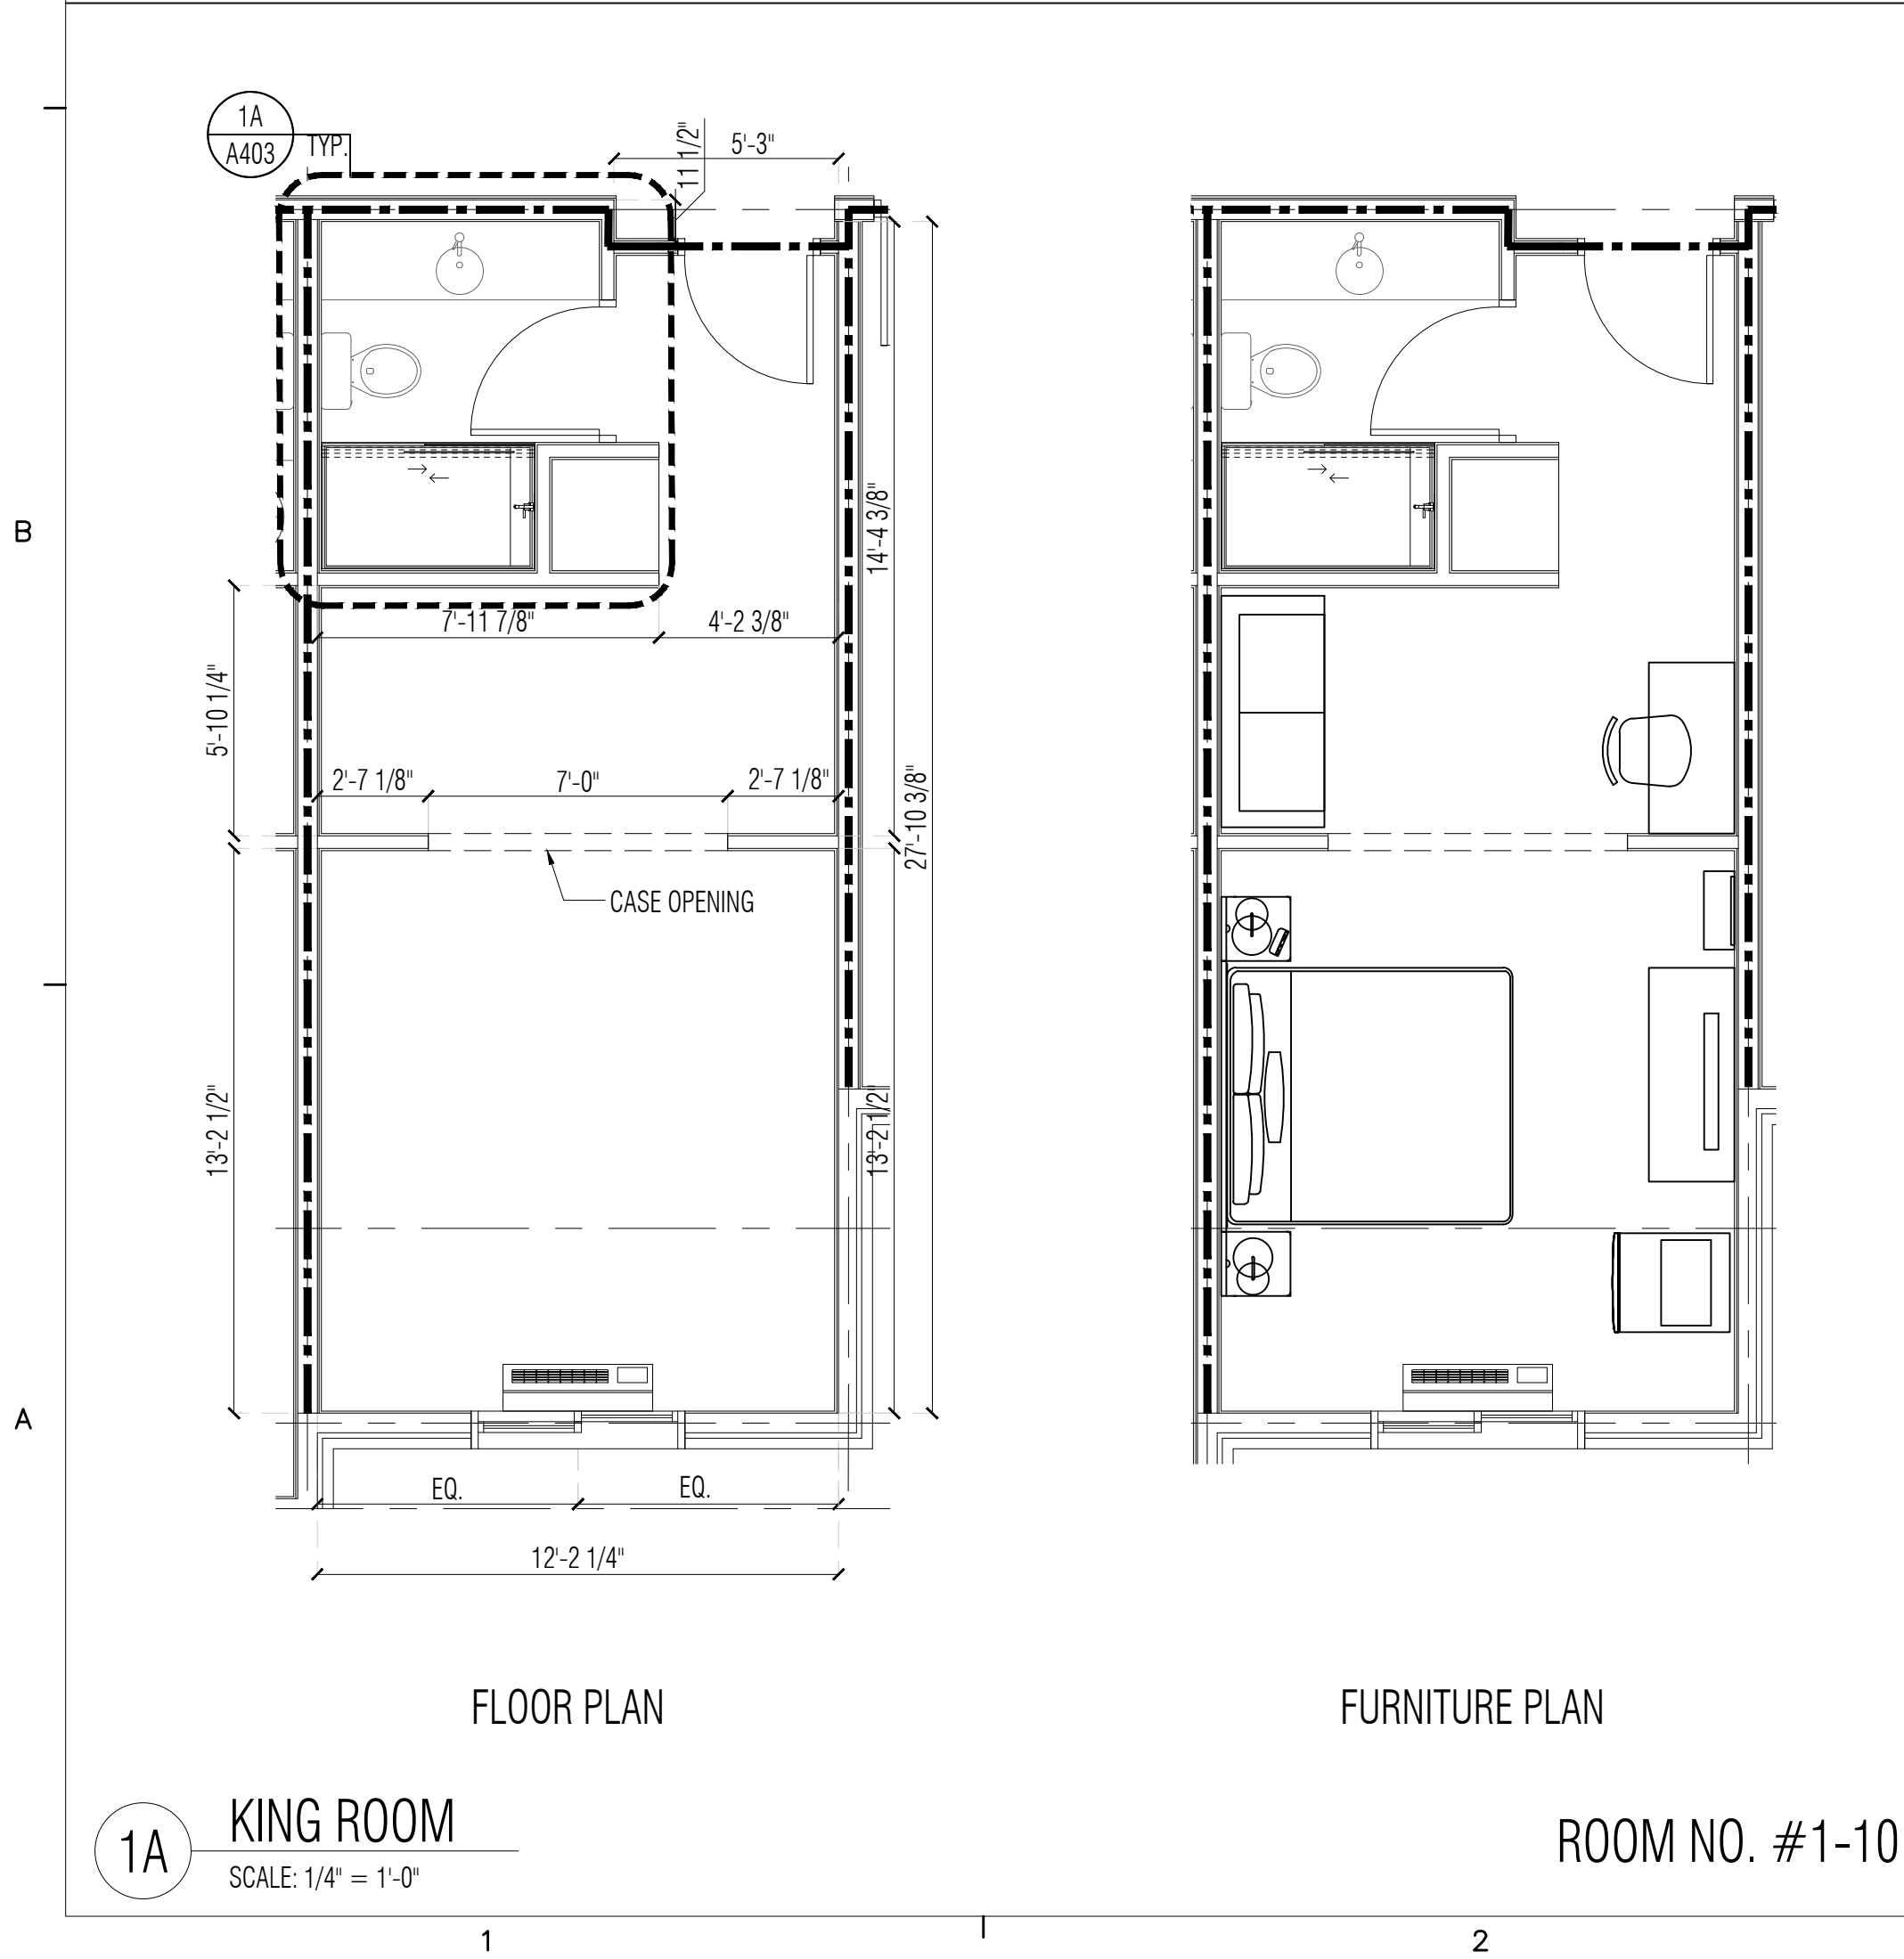 1A
A403
TYP.
11 1/2"
5'-3"
B
14'-4 3/8"
7'-11 7/8"
4'-2 3/8"
5'-10 1/4"
2'-7 1/8"
7'-0"
2'-7 1/8"
27'-10 3/8"
CASE OPENING
13'-2 1/2"
13'-2 1/2"
A
EQ.
EQ.
12'-2 1/4"
FLOOR PLAN
FURNITURE PLAN
1A
KING ROOM
SCALE: 1/4" = 1'-0"
ROOM NO. #1-10
1
2